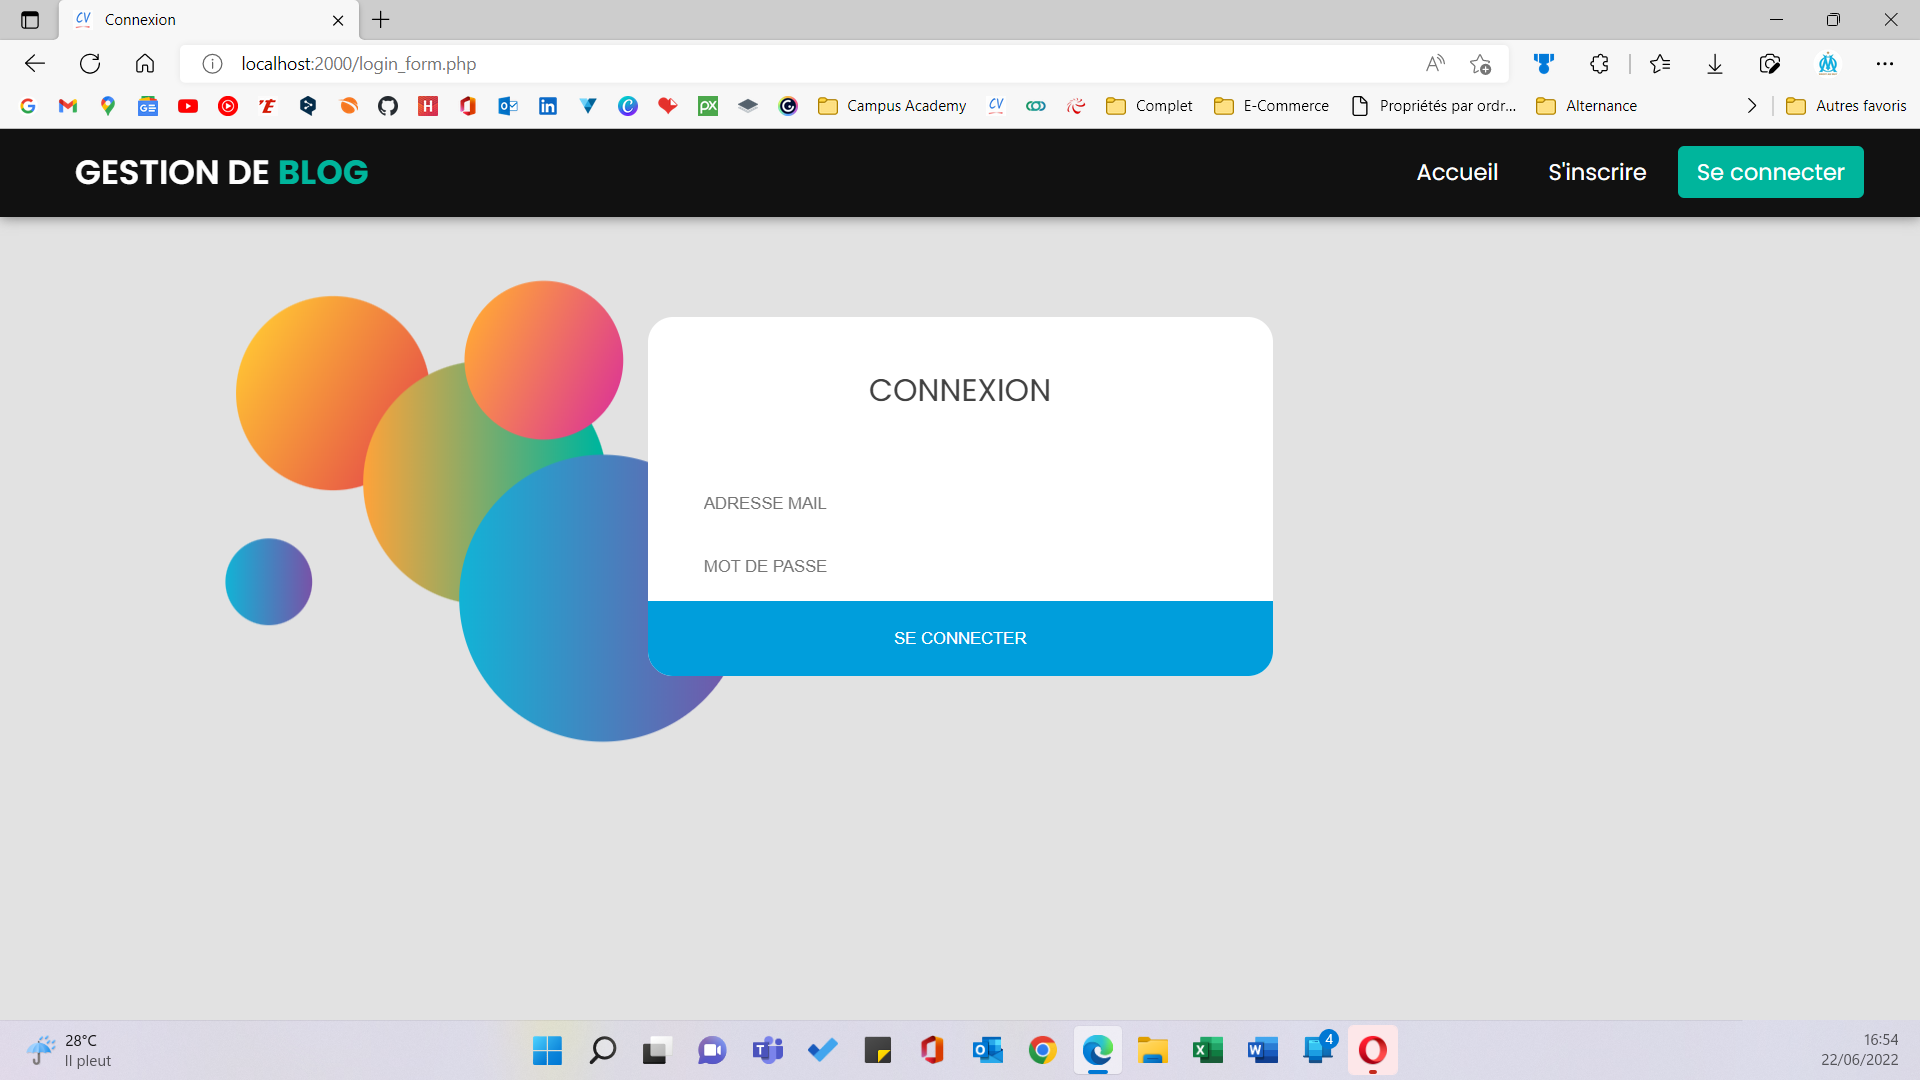 CV Connexion
localhost:2000/login_form.php
Campus Academy CV Complet E-Commerce Propriétés par ordr... Alternance Autres favoris
GESTION DE BLOG Accueil S'inscrire Se connecter
CONNEXION
ADRESSE MAIL
MOT DE PASSE
SE CONNECTER
28°C
Il pleut
4
16:54
22/06/2022